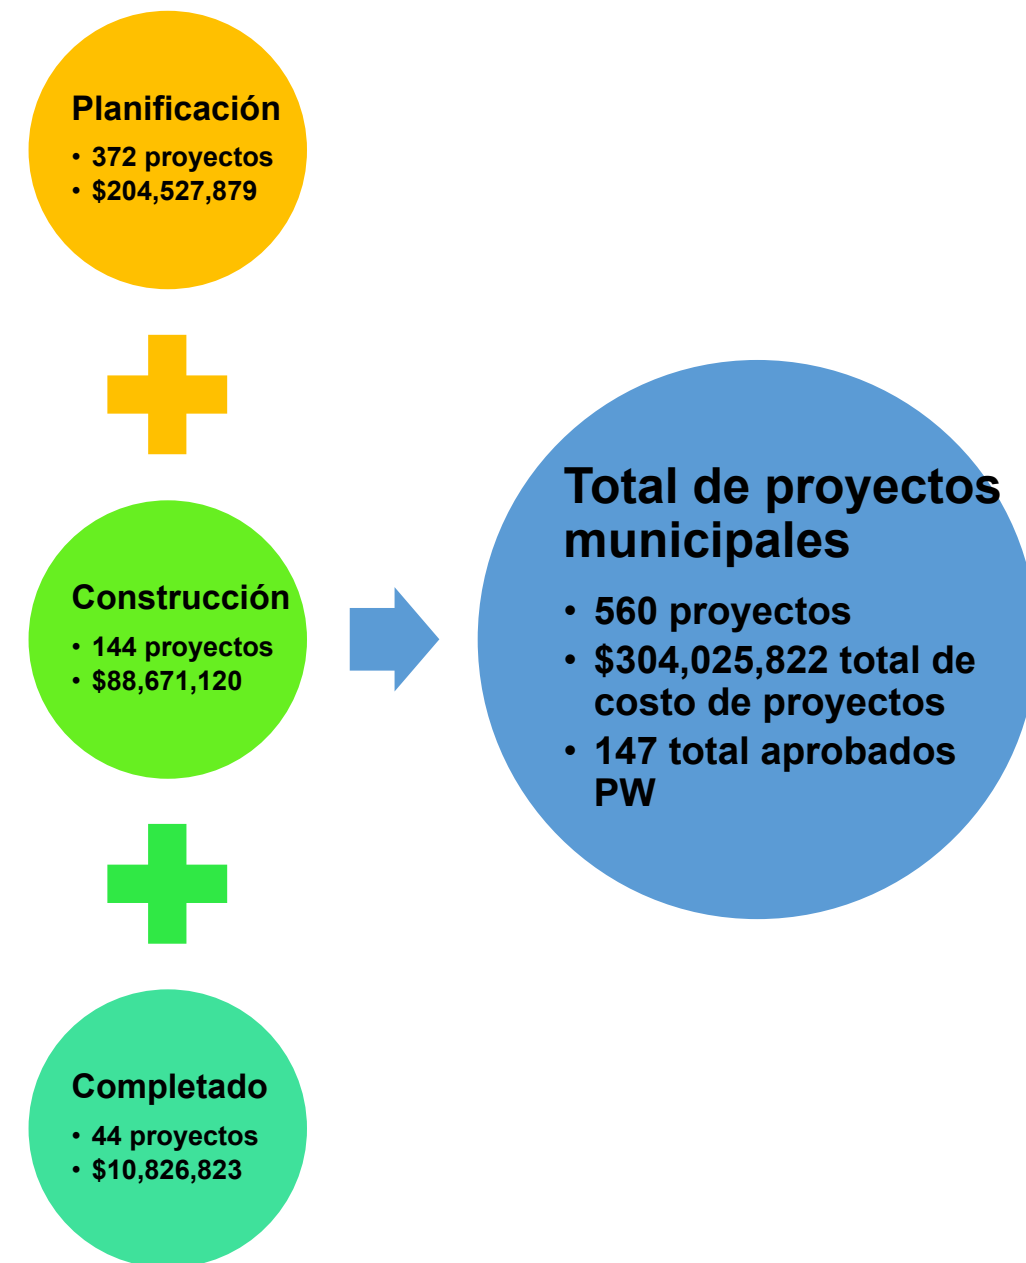 Planificación
• 372 proyectos
• $204,527,879
Construcción
• 144 proyectos
• $88,671,120
Completado
• 44 proyectos
• $10,826,823
Total de proyectos
municipales
• 560 proyectos
• $304,025,822 total de
costo de proyectos
• 147 total aprobados
PW